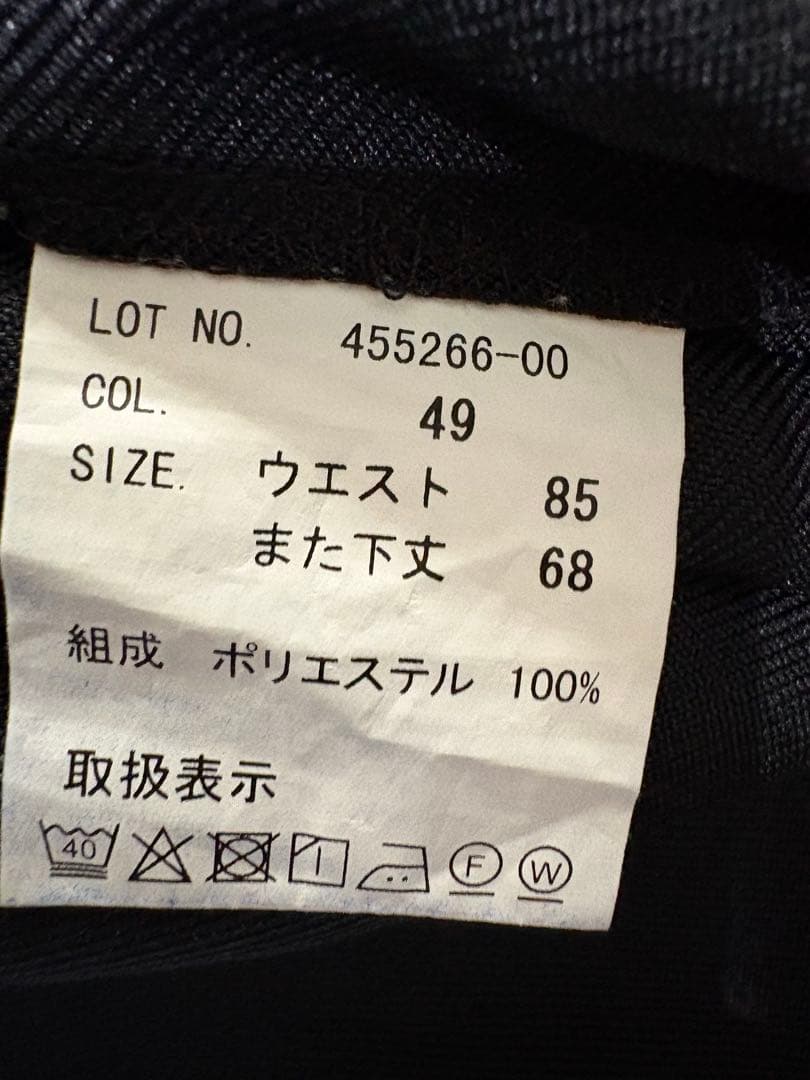 LOT NO. 455266-00
COL. 49
SIZE. ウエスト 85
また下丈 68
組成 ポリエステル 100%
取扱表示
40 F W